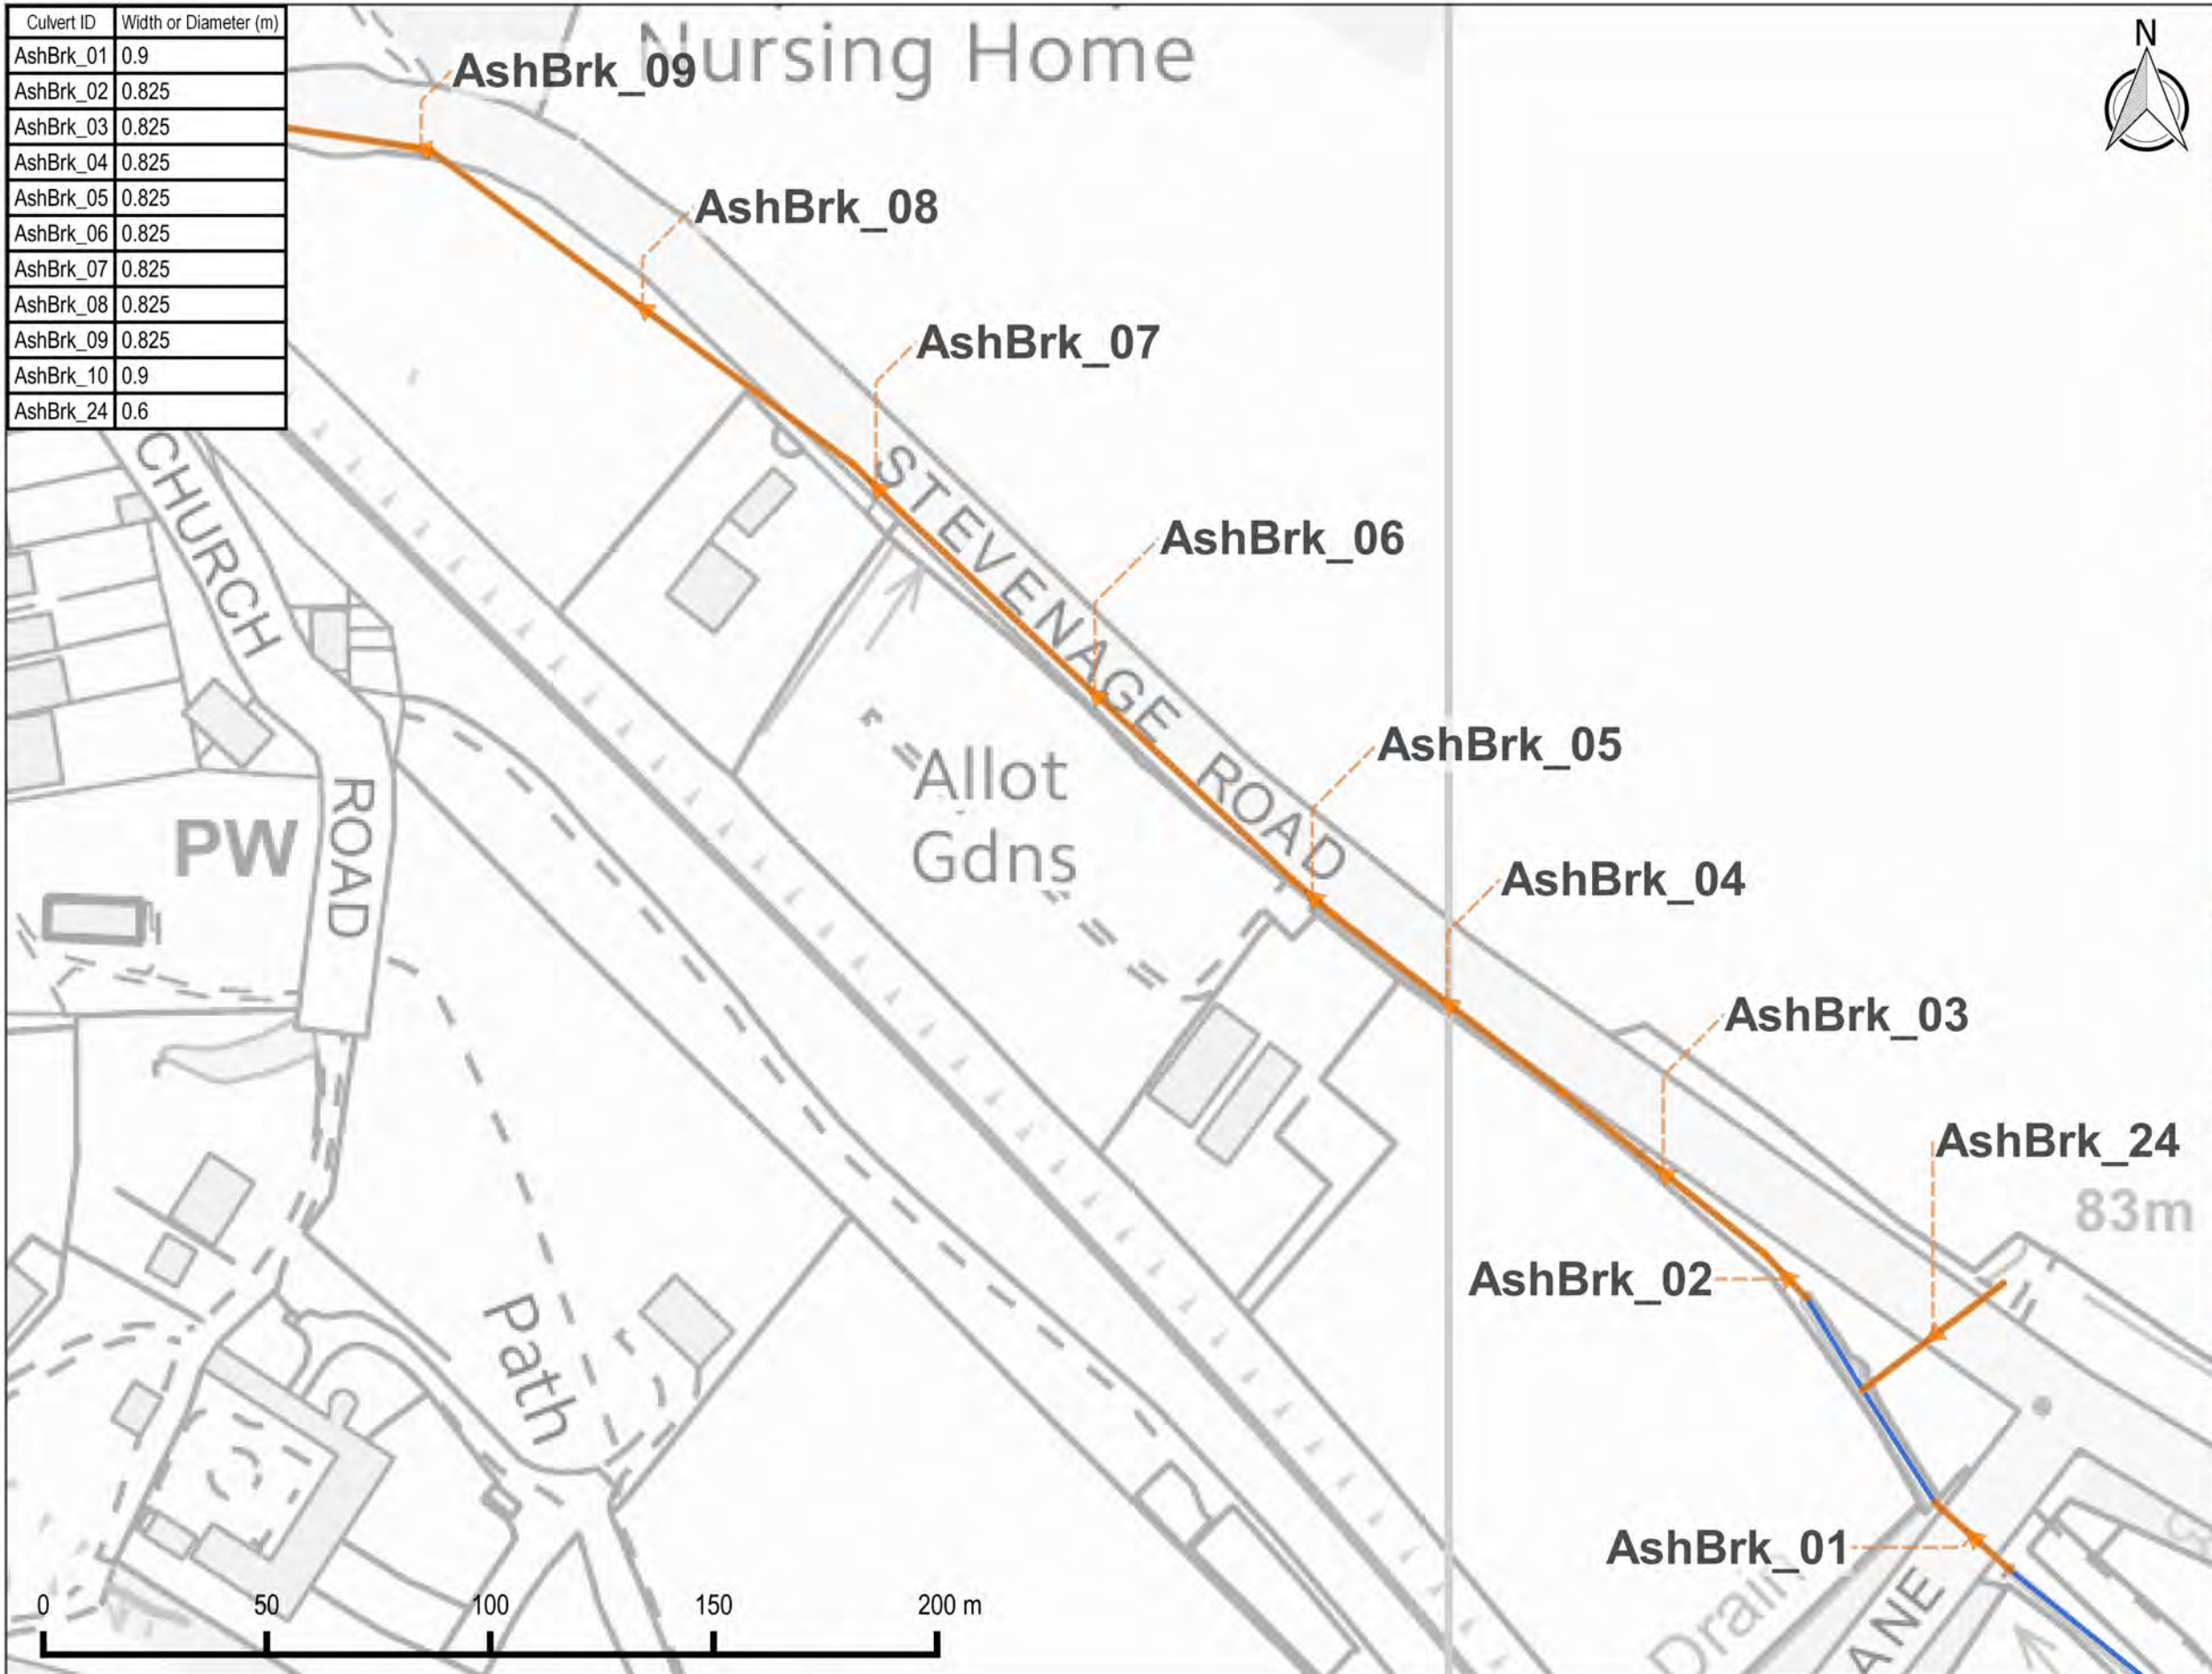 Culvert ID Width or Diameter (m)
AshBrk_01 0.9
AshBrk_02 0.825
AshBrk_03 0.825
AshBrk_04 0.825
AshBrk_05 0.825
AshBrk_06 0.825
AshBrk_07 0.825
AshBrk_08 0.825
AshBrk_09 0.825
AshBrk_10 0.9
AshBrk_24 0.6
N
Nursing Home
AshBrk_09
AshBrk_08
AshBrk_07
AshBrk_06
AshBrk_05
AshBrk_04
AshBrk_03
AshBrk_24
83m
AshBrk_02
AshBrk_01
STEVENAGE ROAD
CHURCH
ROAD
PW
Allot
Gdns
Path
Drain
ANE
0 50 100 150 200 m